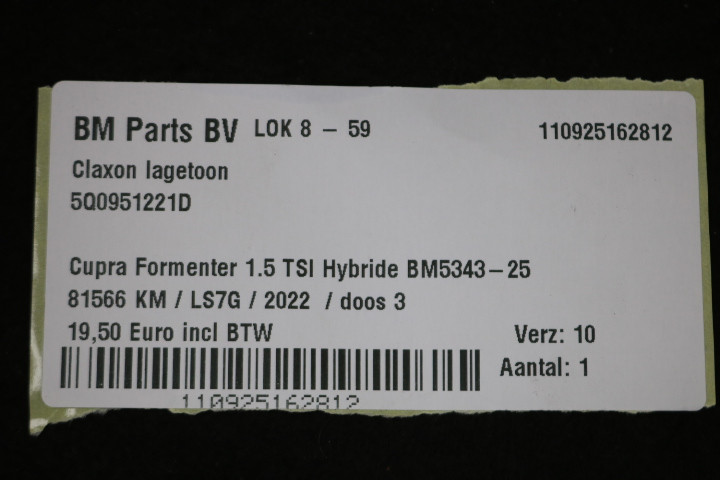 BM Parts BV LOK 8 – 59 110925162812
Claxon lagetoon
5Q0951221D
Cupra Formenter 1.5 TSI Hybride BM5343–25
81566 KM / LS7G / 2022 / doos 3
19,50 Euro incl BTW Verz: 10
Aantal: 1
110925162812